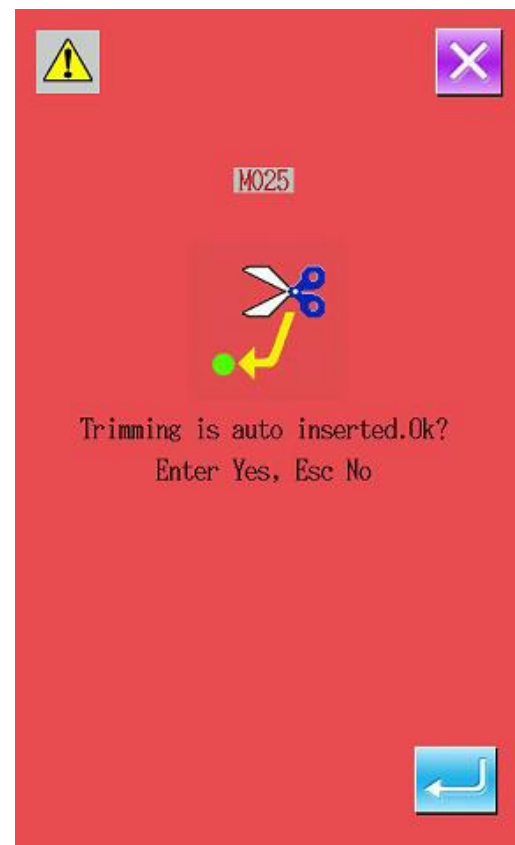 M025
Trimming is auto inserted.Ok?
Enter Yes, Esc No